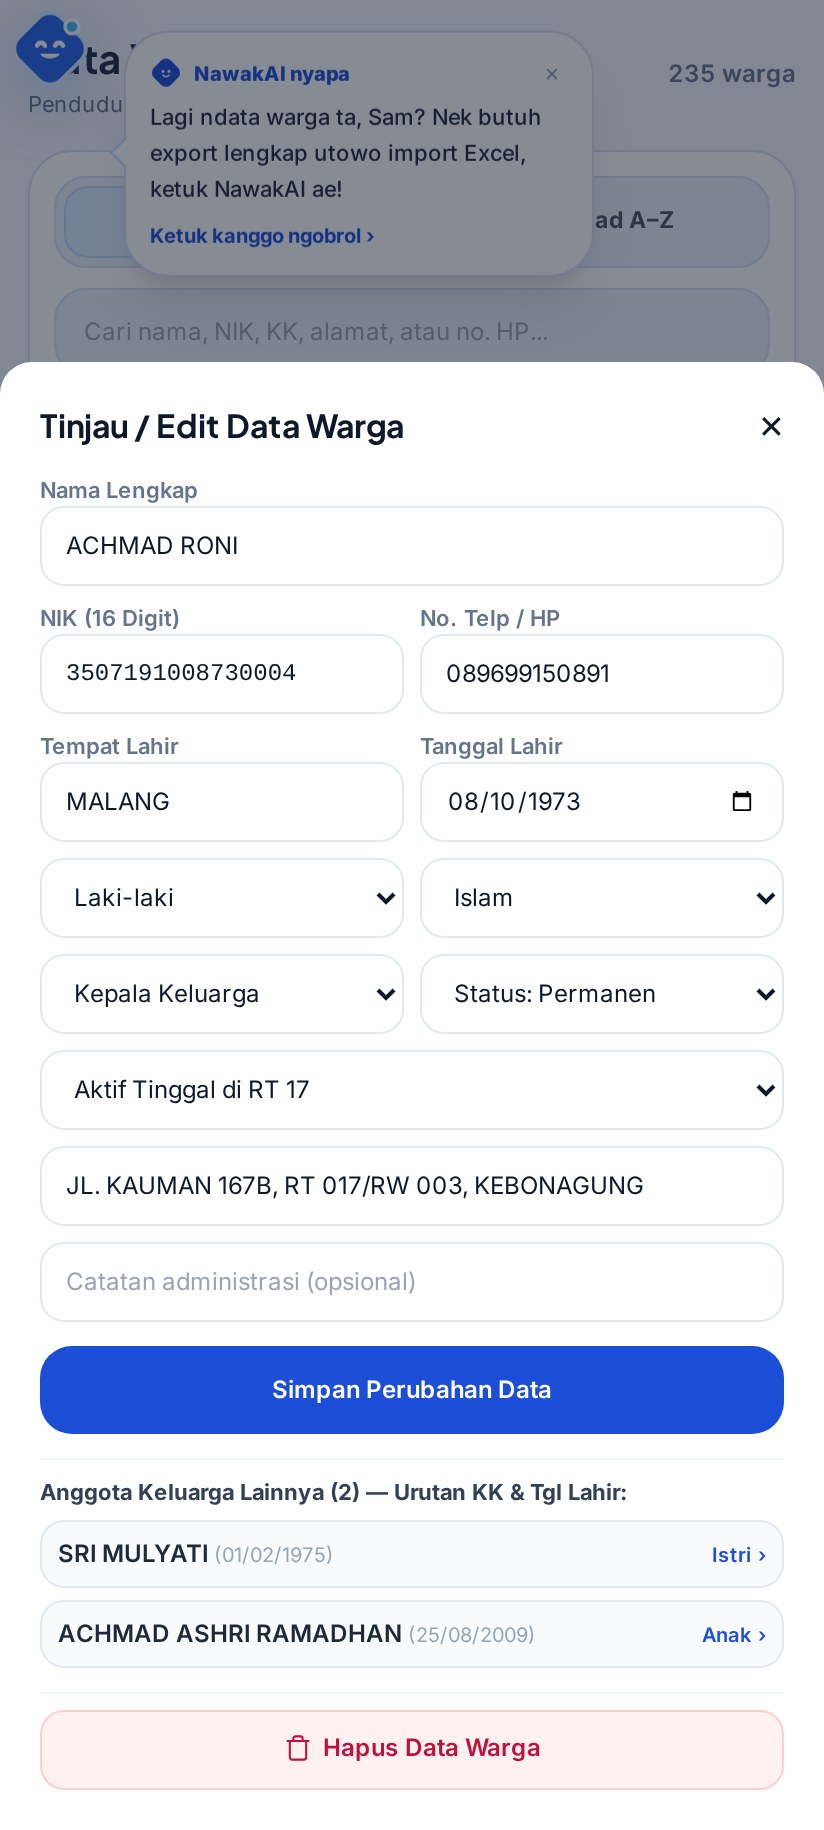 ta
235 warga
Pendudu
NawakAI nyapa
×
Lagi ndata warga ta, Sam? Nek butuh
export lengkap utowo import Excel,
ketuk NawakAI ae!
Ketuk kanggo ngobrol ›
ad A–Z
Cari nama, NIK, KK, alamat, atau no. HP...
Tinjau / Edit Data Warga
Nama Lengkap
ACHMAD RONI
NIK (16 Digit)
No. Telp / HP
3507191008730004
089699150891
Tempat Lahir
Tanggal Lahir
MALANG
08/10/1973
Laki-laki
Islam
Kepala Keluarga
Status: Permanen
Aktif Tinggal di RT 17
JL. KAUMAN 167B, RT 017/RW 003, KEBONAGUNG
Catatan administrasi (opsional)
Simpan Perubahan Data
Anggota Keluarga Lainnya (2) — Urutan KK & Tgl Lahir:
SRI MULYATI (01/02/1975)
Istri ›
ACHMAD ASHRI RAMADHAN (25/08/2009)
Anak ›
Hapus Data Warga